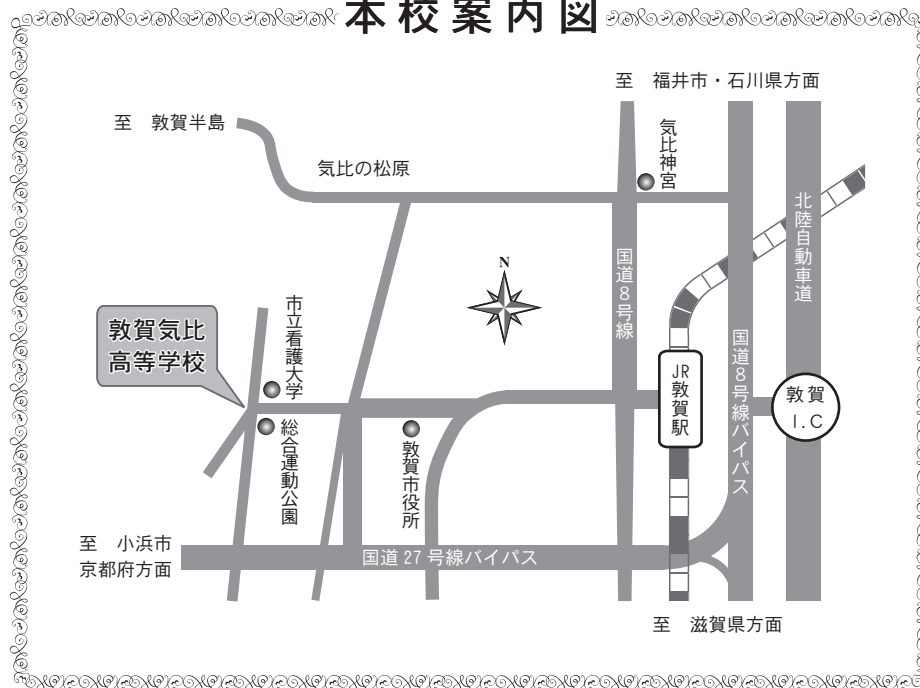 本校案内図
至 福井市・石川県方面
至 敦賀半島
気比の松原
気比神宮
北陸自動車道
国道8号線
N
市立看護大学
敦賀気比
高等学校
国道8号線バイパス
JR
敦賀駅
敦賀
I.C
総合運動公園
敦賀市役所
至 小浜市
京都府方面
国道27号線バイパス
至 滋賀県方面